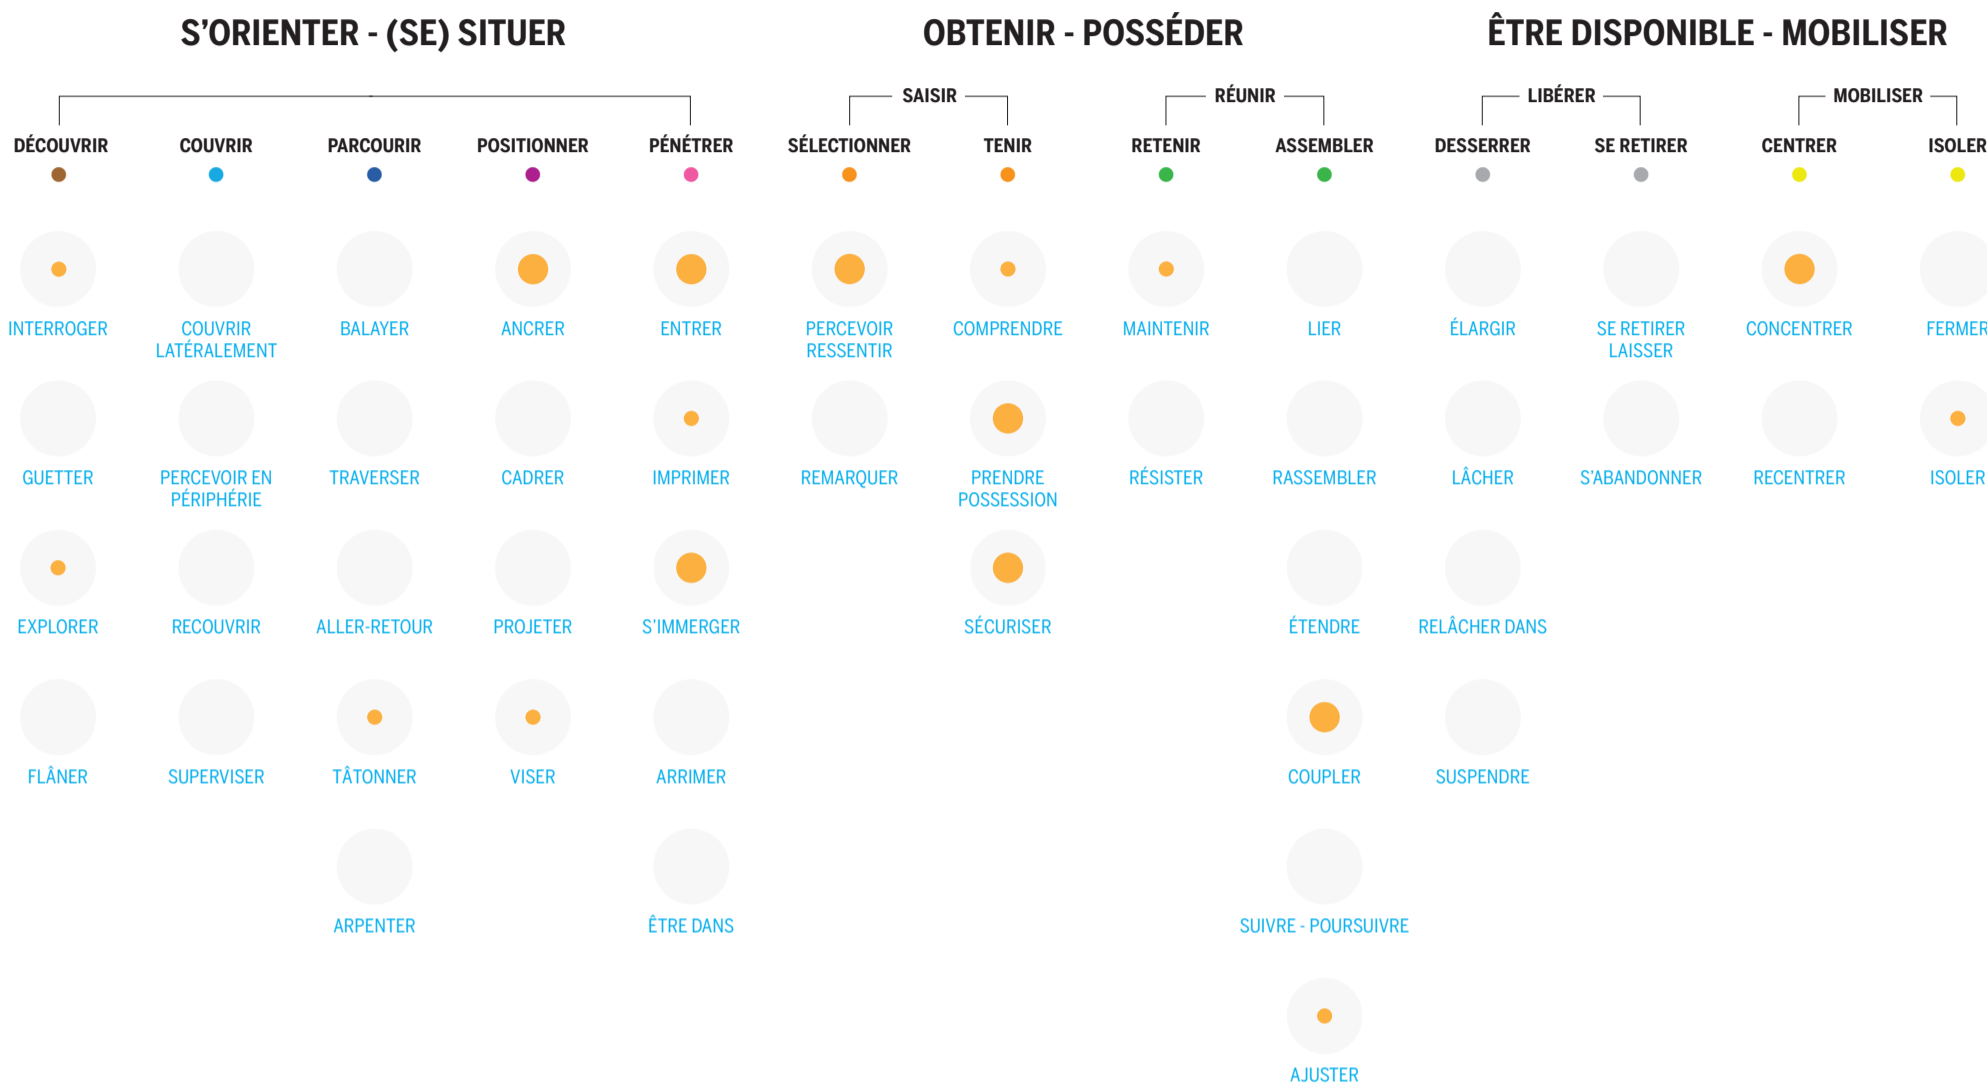 S'ORIENTER - (SE) SITUER
OBTENIR - POSSÉDER
ÊTRE DISPONIBLE - MOBILISER
SAISIR
RÉUNIR
LIBÉRER
MOBILISER
DÉCOUVRIR
COUVRIR
PARCOURIR
POSITIONNER
PÉNÉTRER
SÉLECTIONNER
TENIR
RETENIR
ASSEMBLER
DESSERRER
SE RETIRER
CENTRER
ISOLER
INTERROGER
COUVRIR
LATÉRALEMENT
BALAYER
ANCRER
ENTRER
PERCEVOIR
RESSENTIR
COMPRENDRE
MAINTENIR
LIER
ÉLARGIR
SE RETIRER
LAISSER
CONCENTRER
FERMER
GUETTER
PERCEVOIR EN
PÉRIPHÉRIE
TRAVERSER
CADRER
IMPRIMER
REMARQUER
PRENDRE
POSSESSION
RÉSISTER
RASSEMBLER
LÂCHER
S'ABANDONNER
RECENTRER
ISOLER
EXPLORER
RECOUVRIR
ALLER-RETOUR
PROJETER
S'IMMERGER
SÉCURISER
ÉTENDRE
RELÂCHER DANS
FLÂNER
SUPERVISER
TÂTONNER
VISER
ARRIMER
COUPLER
SUSPENDRE
ARPENTER
ÊTRE DANS
SUIVRE - POURSUIVRE
AJUSTER